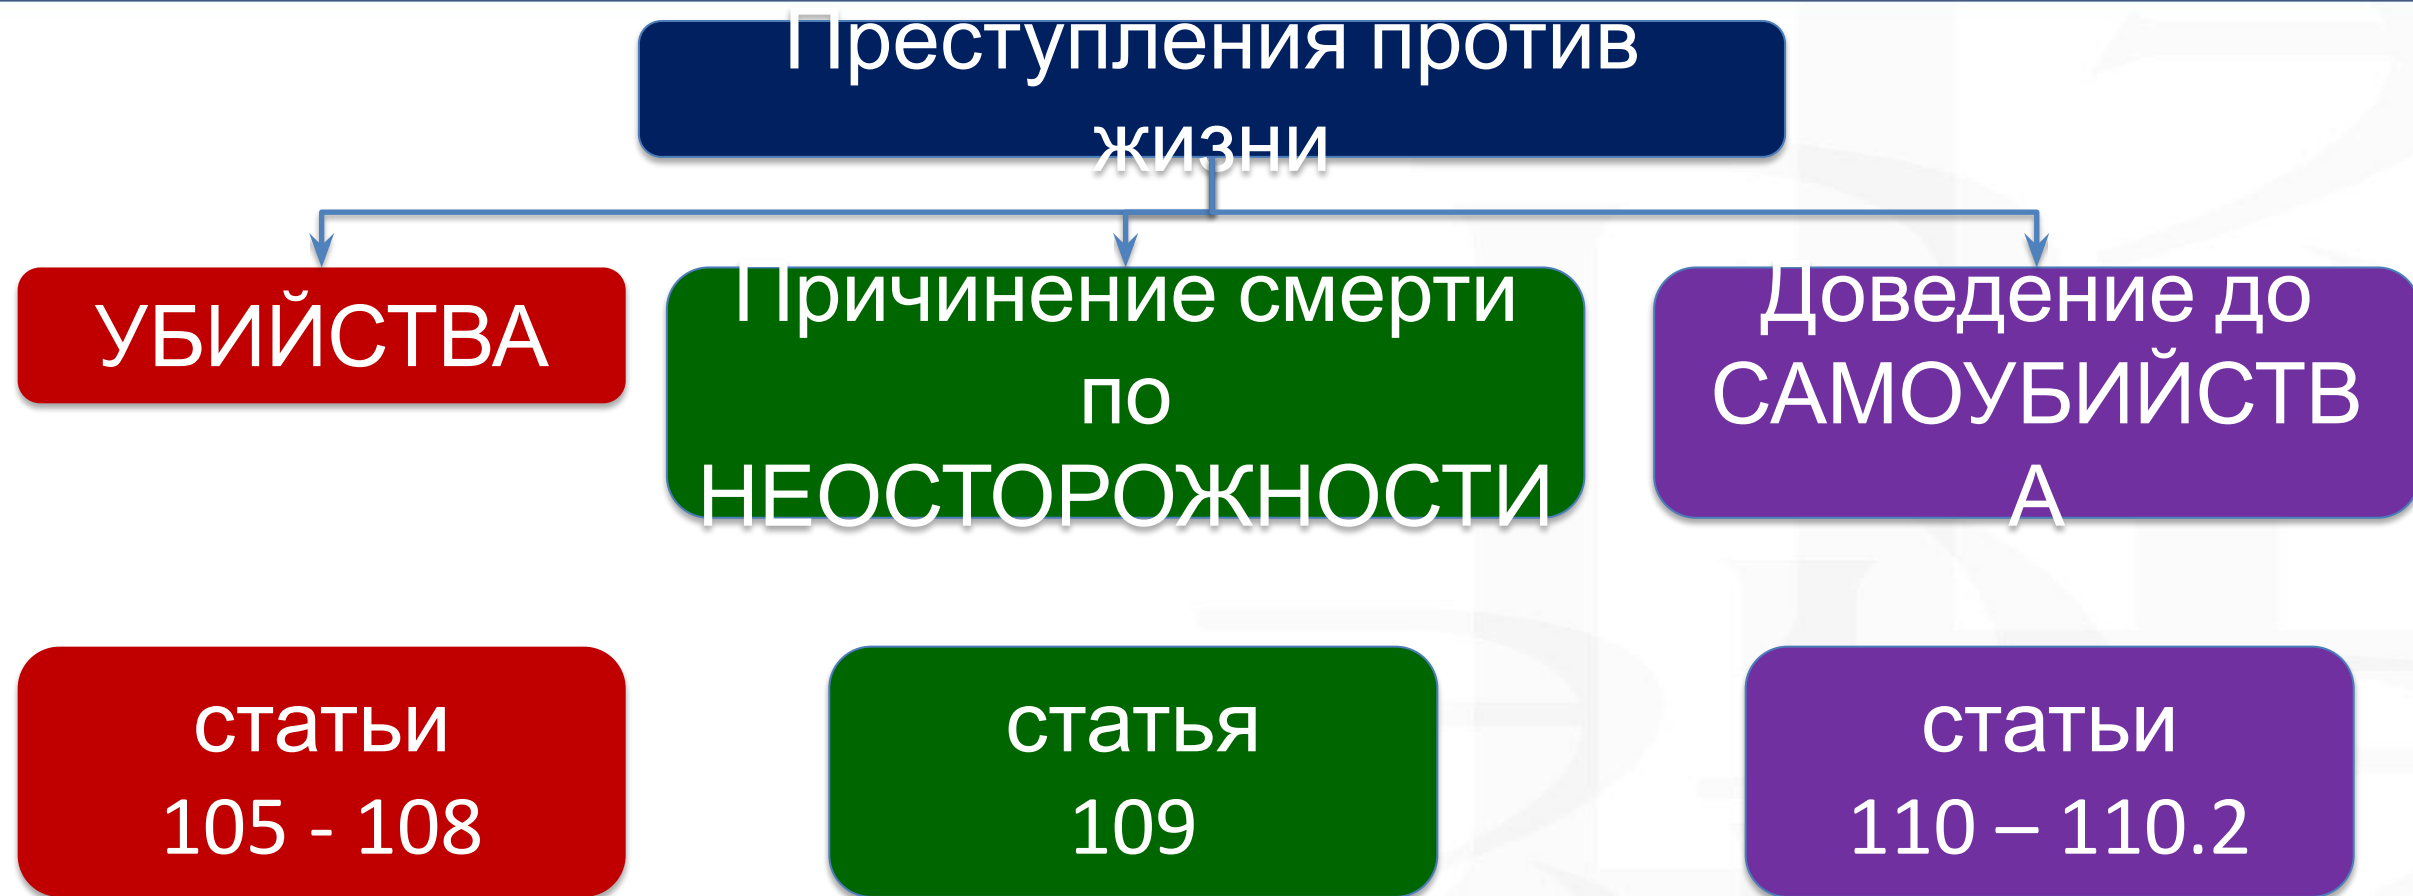 Преступления против
жизни
УБИЙСТВА
Причинение смерти
по
НЕОСТОРОЖНОСТИ
Доведение до
САМОУБИЙСТВ
А
статьи
105 - 108
статья
109
статьи
110 – 110.2